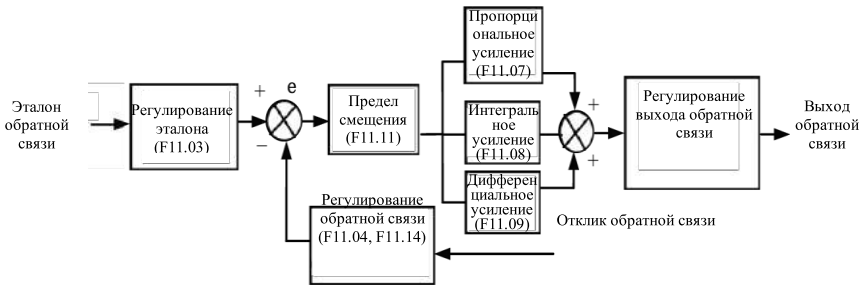 Эталон
обратной
связи
Регулирование
эталона
(F11.03)
+
−
e
Предел
смещения
(F11.11)
Пропорци
ональное
усиление
(F11.07)
Интеграль
ное
усиление
(F11.08)
Дифферен
циальное
усиление
(F11.09)
+
+
Регулирование
выхода обратной
связи
Выход
обратной
связи
Регулирование
обратной связи
(F11.04, F11.14)
Отклик обратной связи